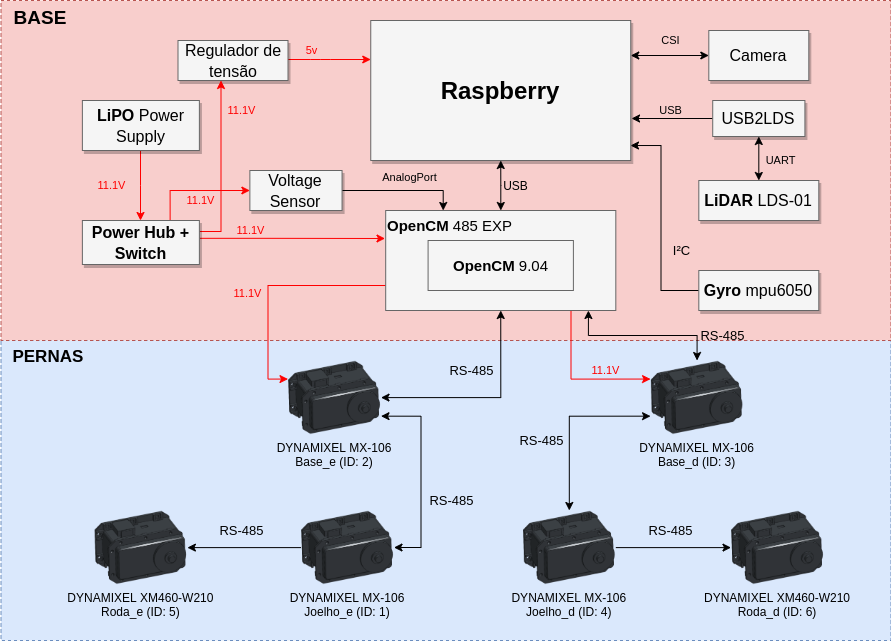 BASE
Regulador de
tensão
5v
Raspberry
CSI
Camera
LiPO Power
Supply
11.1V
USB
USB2LDS
UART
11.1V
Voltage
Sensor
AnalogPort
USB
LiDAR LDS-01
11.1V
Power Hub +
Switch
11.1V
OpenCM 485 EXP
OpenCM 9.04
I²C
Gyro mpu6050
11.1V
PERNAS
RS-485
RS-485
11.1V
DYNAMIXEL MX-106
Base_e (ID: 2)
RS-485
DYNAMIXEL MX-106
Base_d (ID: 3)
RS-485
RS-485
RS-485
DYNAMIXEL XM460-W210
Roda_e (ID: 5)
DYNAMIXEL MX-106
Joelho_e (ID: 1)
DYNAMIXEL MX-106
Joelho_d (ID: 4)
DYNAMIXEL XM460-W210
Roda_d (ID: 6)